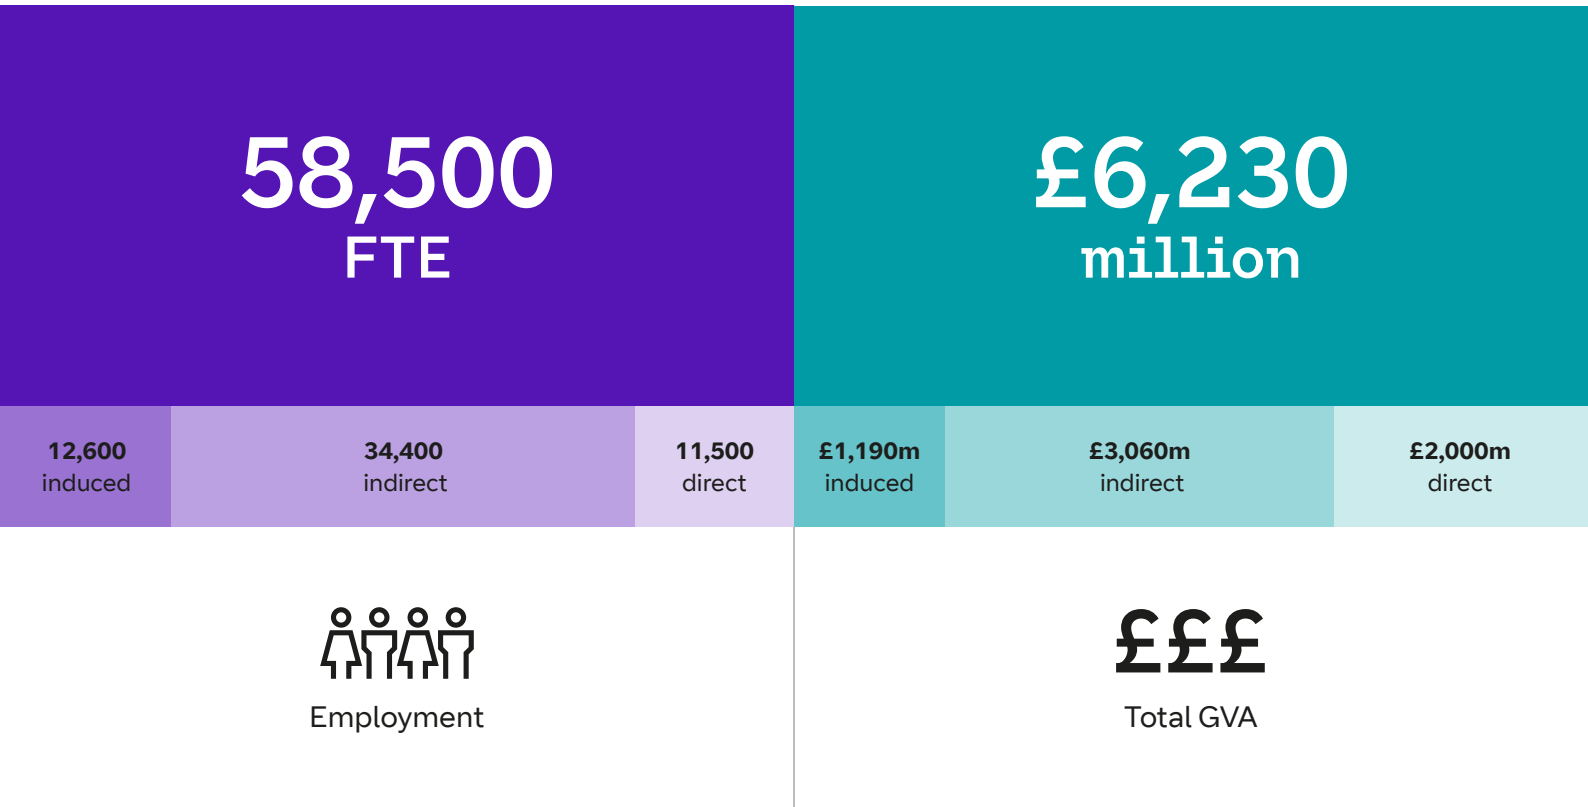 58,500
FTE
£6,230
million
12,600
induced
34,400
indirect
11,500
direct
£1,190m
induced
£3,060m
indirect
£2,000m
direct
£££
Employment
Total GVA